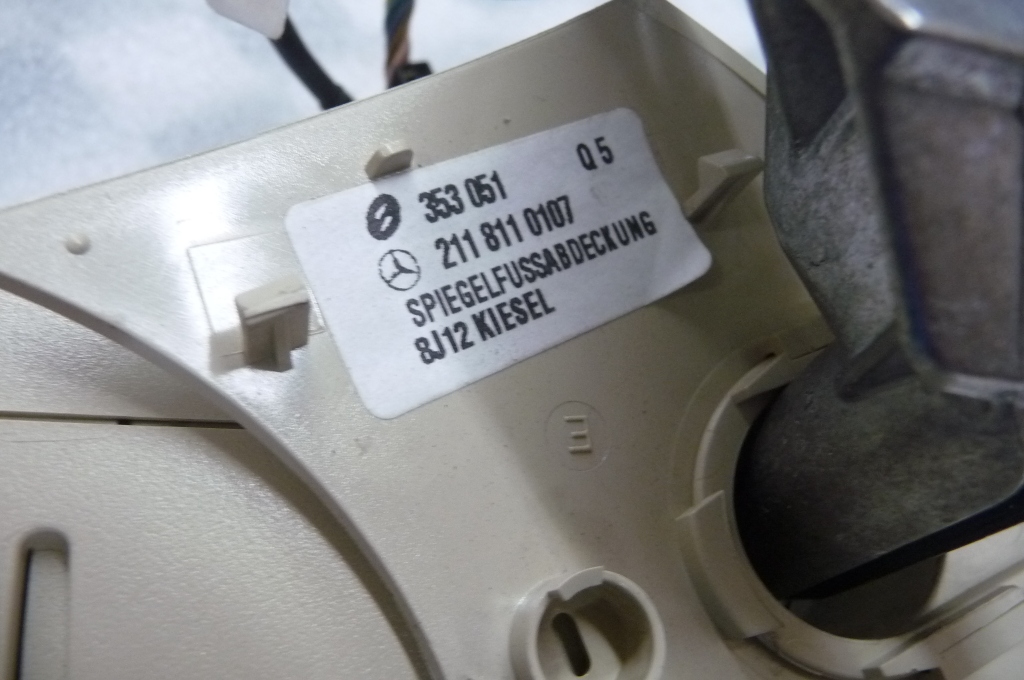 353 051 Q5
211 811 0107
SPIEGELFUSSABDECKUNG
8J12 KIESEL
E